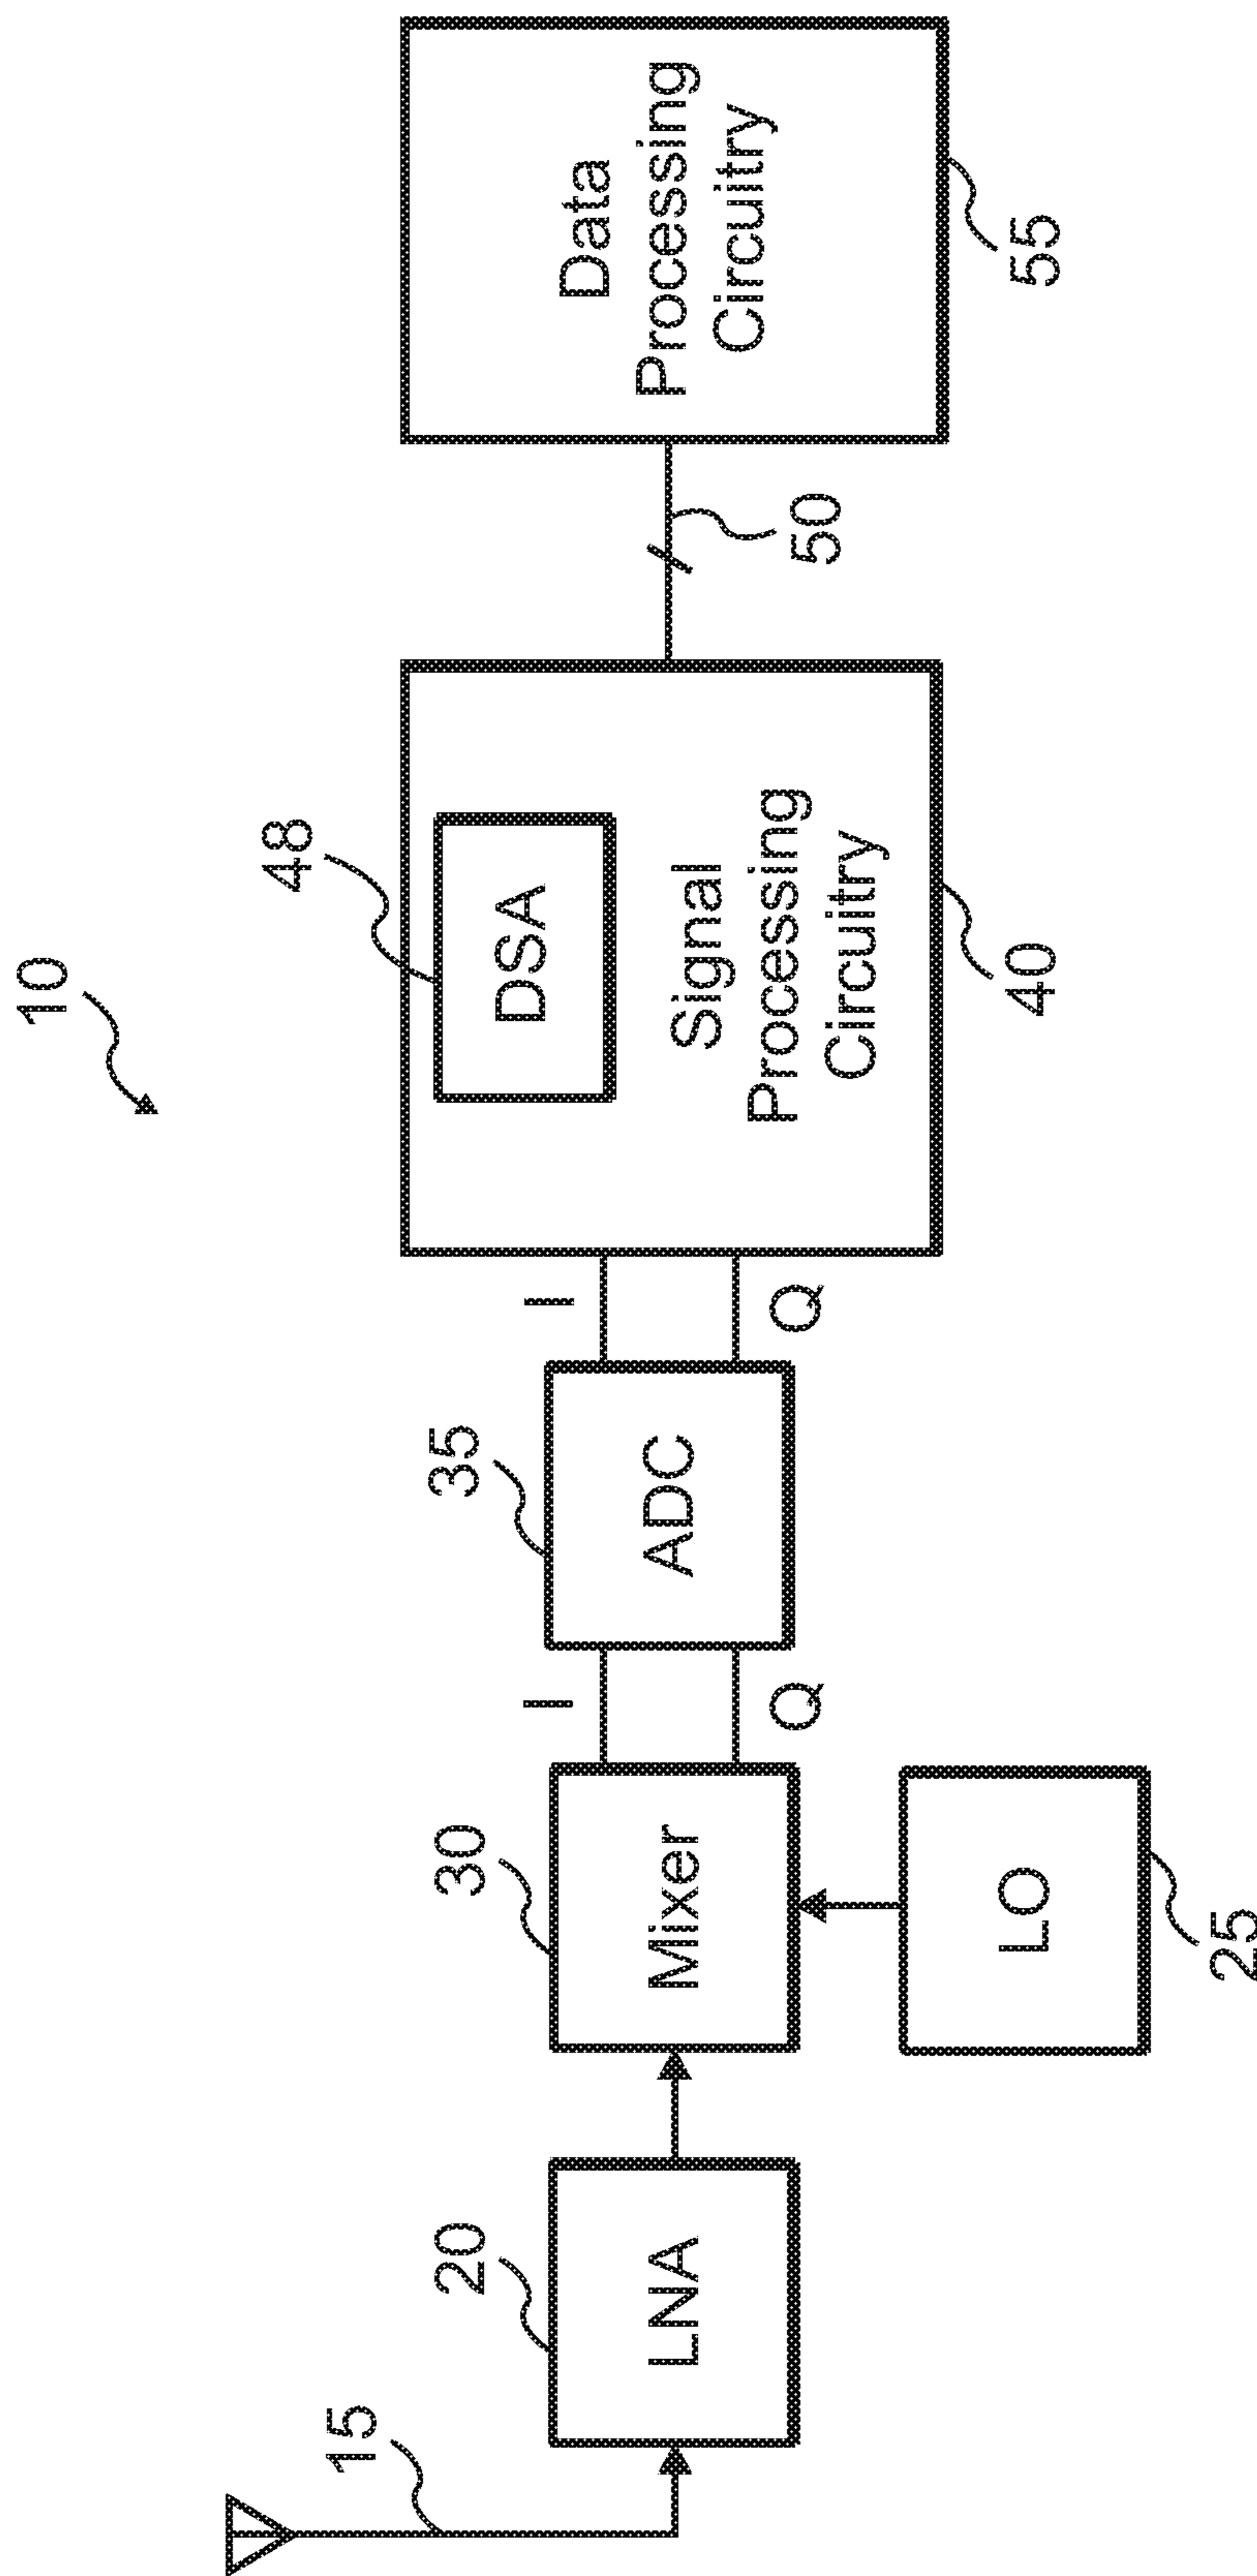 10
15
20
LNA
30
Mixer
LO
25
I
Q
35
ADC
I
Q
48
DSA
Signal
Processing
Circuitry
40
50
Data
Processing
Circuitry
55